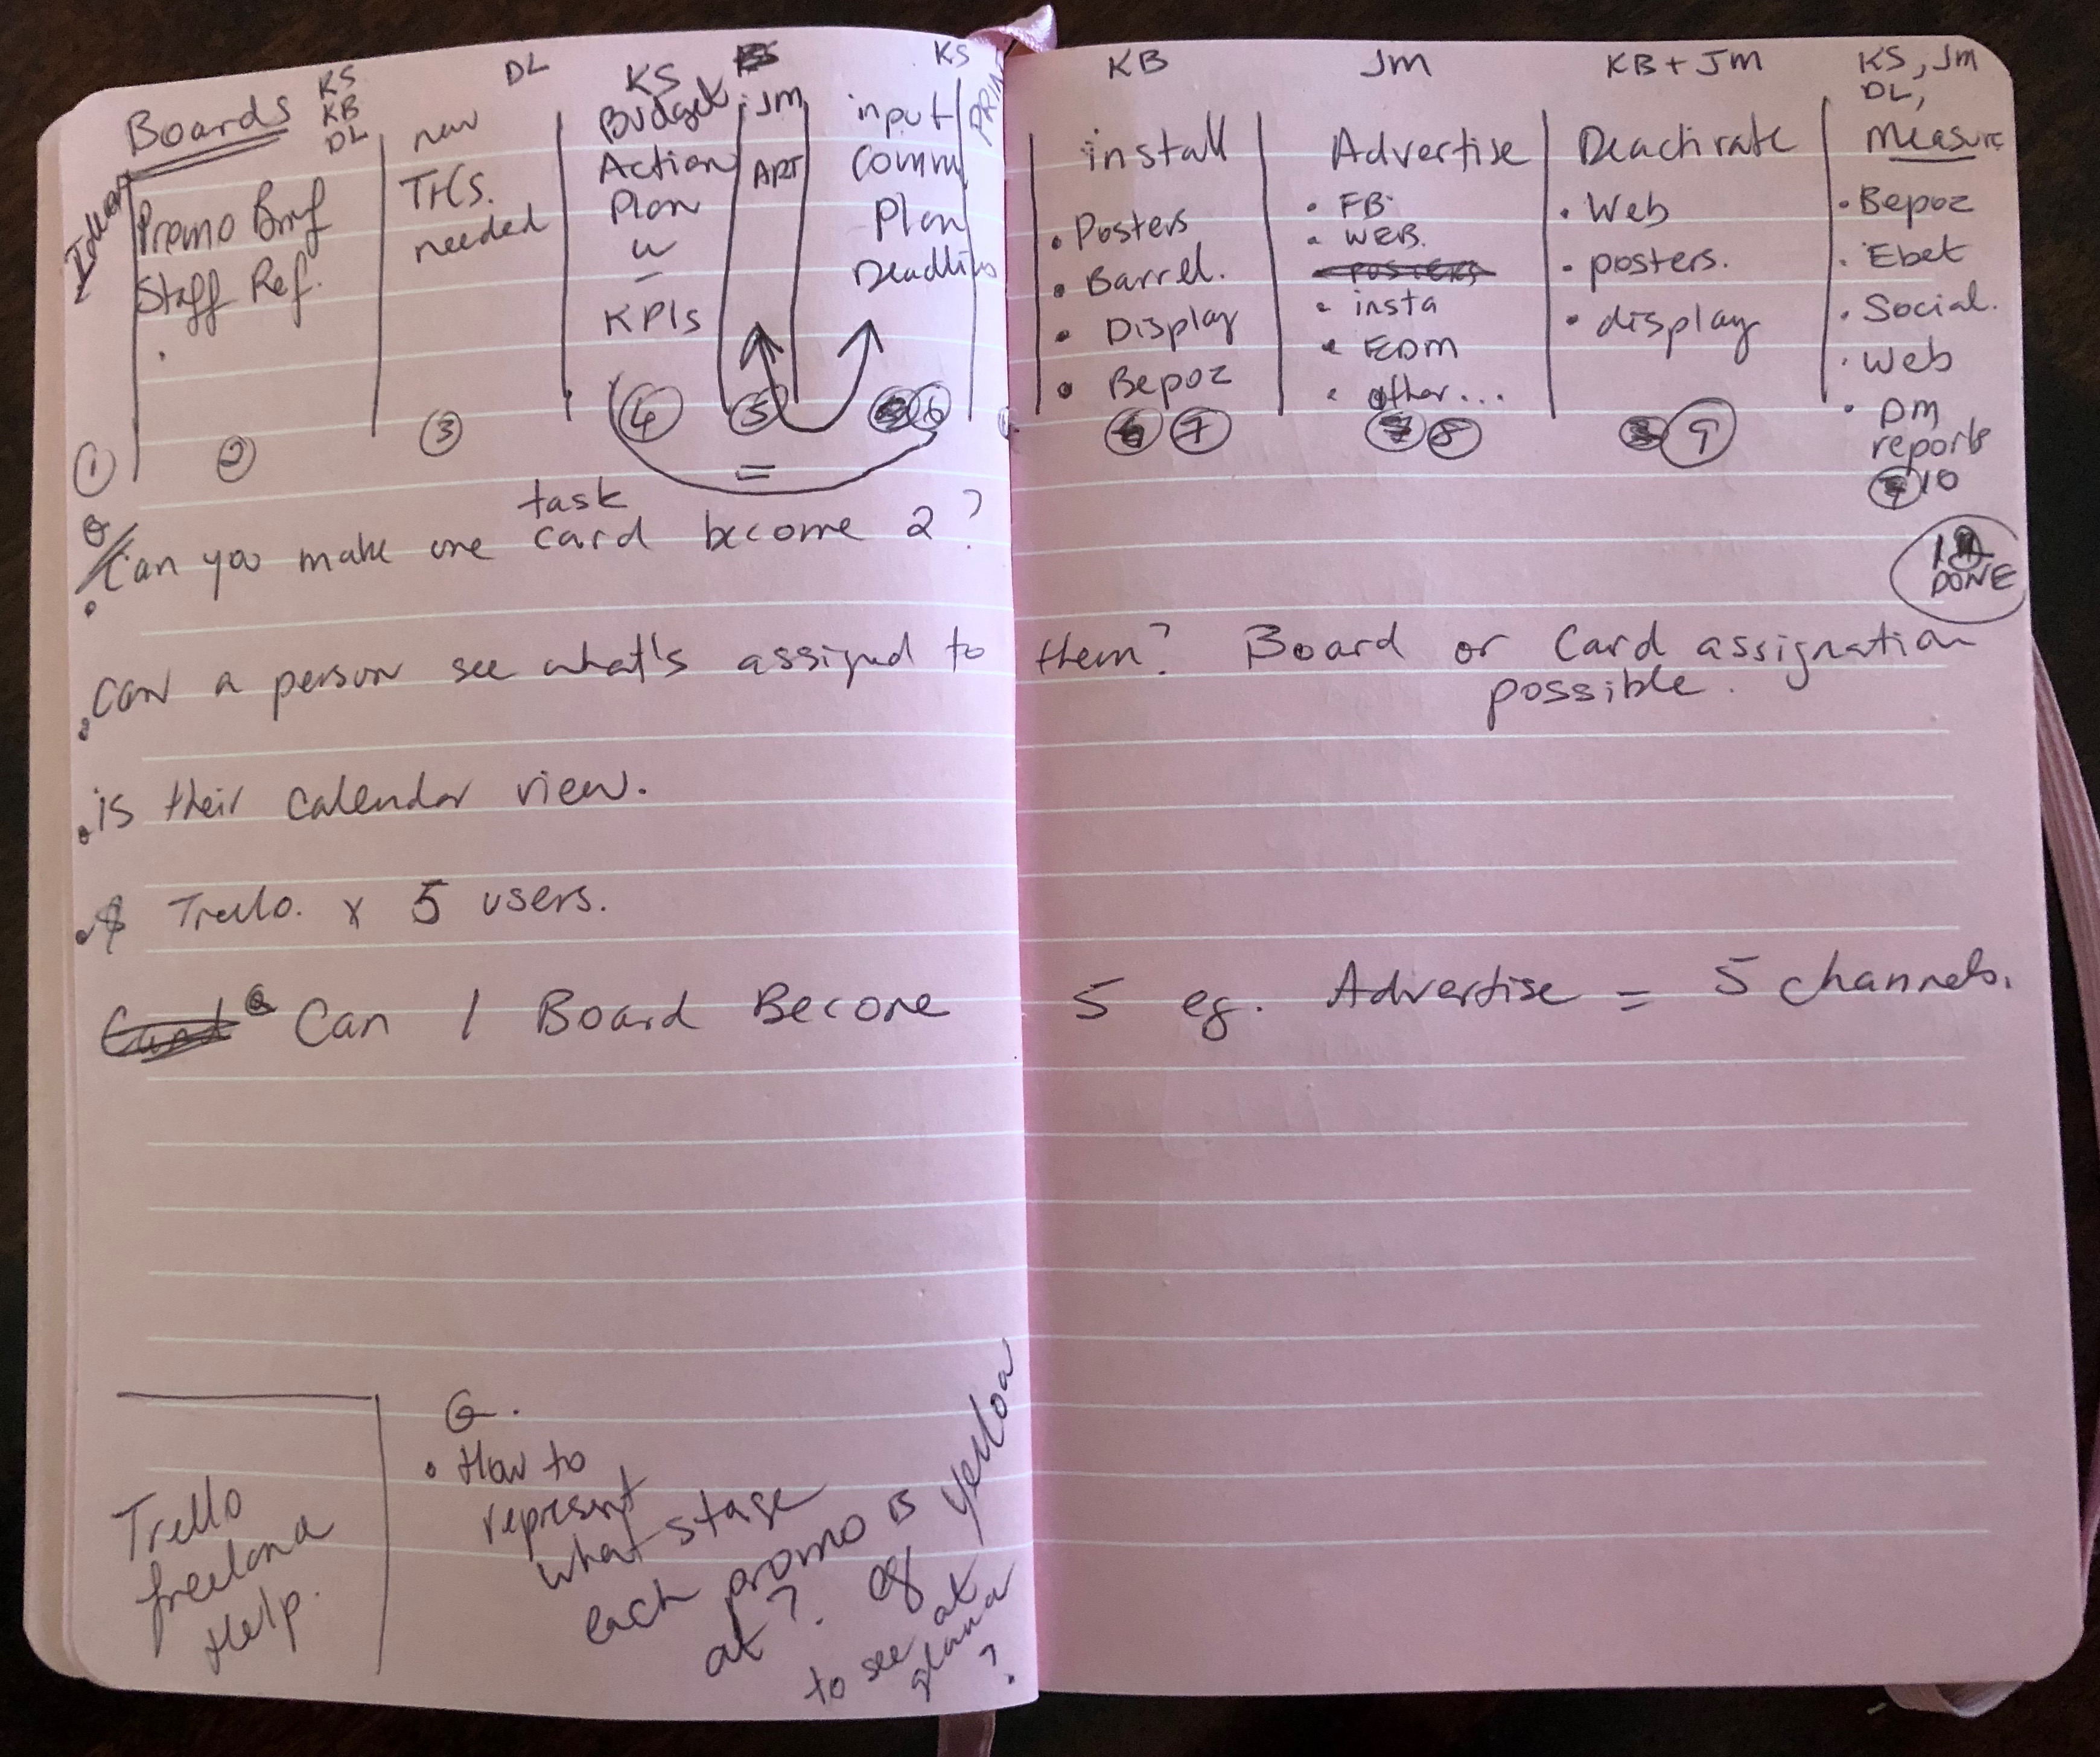 Boards
KS
KB
DL
Promo Brief
Staff Ref.
①
②
DL
new
T+Cs.
needed
③
KS
Budget
Action
Plan
KPIs
④
JM
ART
⑤
KS
input
Comm
Plan
Deadlines
⑥
PRINT
KB
install
• Posters
• Barrel.
• Display
• Bepoz
⑦
JM
Advertise
• FB
• WEB.
• insta
• EDM
• other...
⑧
KB + JM
Deactivate
• Web
• posters.
• display
⑨
KS, JM
DL,
Measure
• Bepoz
• Ebet
• Social.
• Web
• DM
reports
10
DONE
=
Q
task
• Can you make one card become 2?
• Can a person see what's assigned to them? Board or Card assignation
possible.
• is their calendar view.
• $ Trello. x 5 users.
• Can 1 Board Become 5 eg. Advertise = 5 channels.
Trello
freelance
Help.
Q.
• How to
represent
what stage
each promo is
at? eg yellow
to see at
glance
?